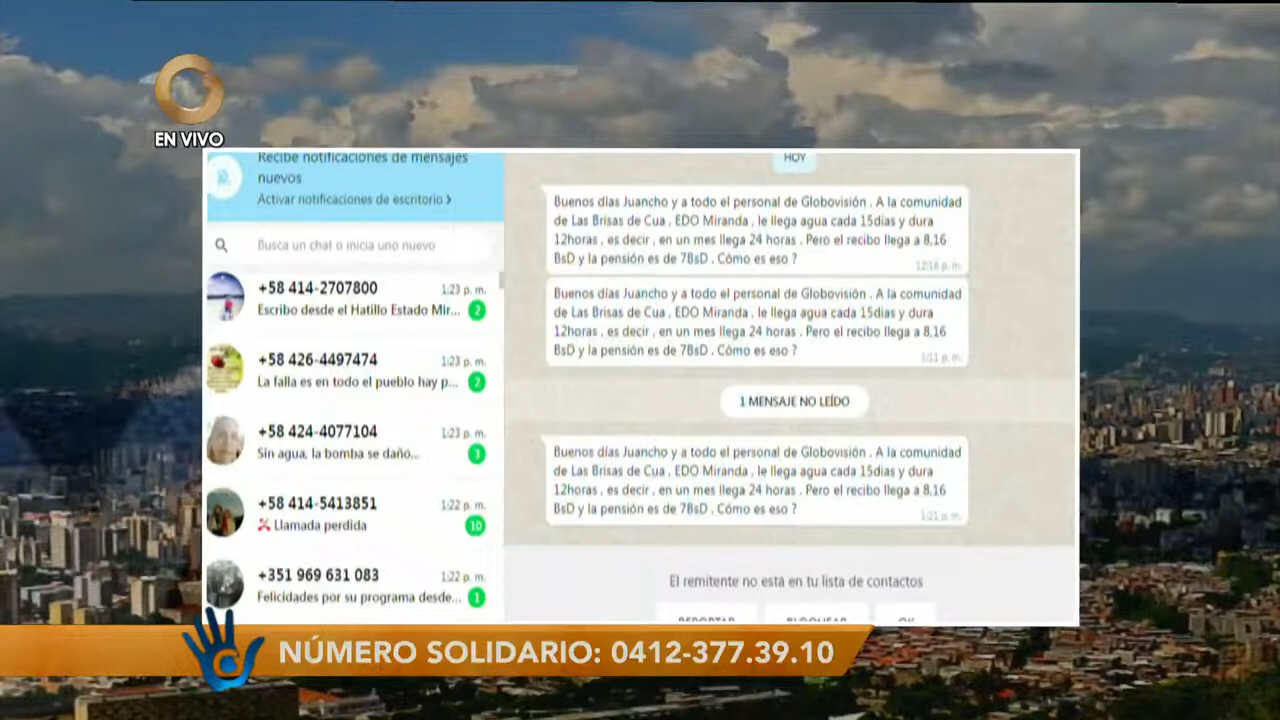 EN VIVO
Recibe notificaciones de mensajes
nuevos
Activar notificaciones de escritorio >
Busca un chat o inicia uno nuevo
+58 414-2707800 1:23 p. m.
Escribo desde el Hatillo Estado Mir... 2
+58 426-4497474 1:23 p. m.
La falla es en todo el pueblo hay p... 2
+58 424-4077104 1:23 p. m.
Sin agua, la bomba se daño... 3
+58 414-5413851 1:22 p. m.
Llamada perdida 10
+351 969 631 083 1:22 p. m.
Felicidades por su programa desde... 1
HOY
Buenos días Juancho y a todo el personal de Globovisión . A la comunidad
de Las Brisas de Cua , EDO Miranda , le llega agua cada 15dias y dura
12horas , es decir , en un mes llega 24 horas . Pero el recibo llega a 8,16
BsD y la pensión es de 7BsD . Cómo es eso ?
12:16 p. m.
Buenos días Juancho y a todo el personal de Globovisión . A la comunidad
de Las Brisas de Cua , EDO Miranda , le llega agua cada 15dias y dura
12horas , es decir , en un mes llega 24 horas . Pero el recibo llega a 8,16
BsD y la pensión es de 7BsD . Cómo es eso ?
1:11 p. m.
1 MENSAJE NO LEÍDO
Buenos días Juancho y a todo el personal de Globovisión . A la comunidad
de Las Brisas de Cua , EDO Miranda , le llega agua cada 15dias y dura
12horas , es decir , en un mes llega 24 horas . Pero el recibo llega a 8,16
BsD y la pensión es de 7BsD . Cómo es eso ?
1:21 p. m.
El remitente no está en tu lista de contactos
REPORTAR BLOQUEAR OK
NÚMERO SOLIDARIO: 0412-377.39.10